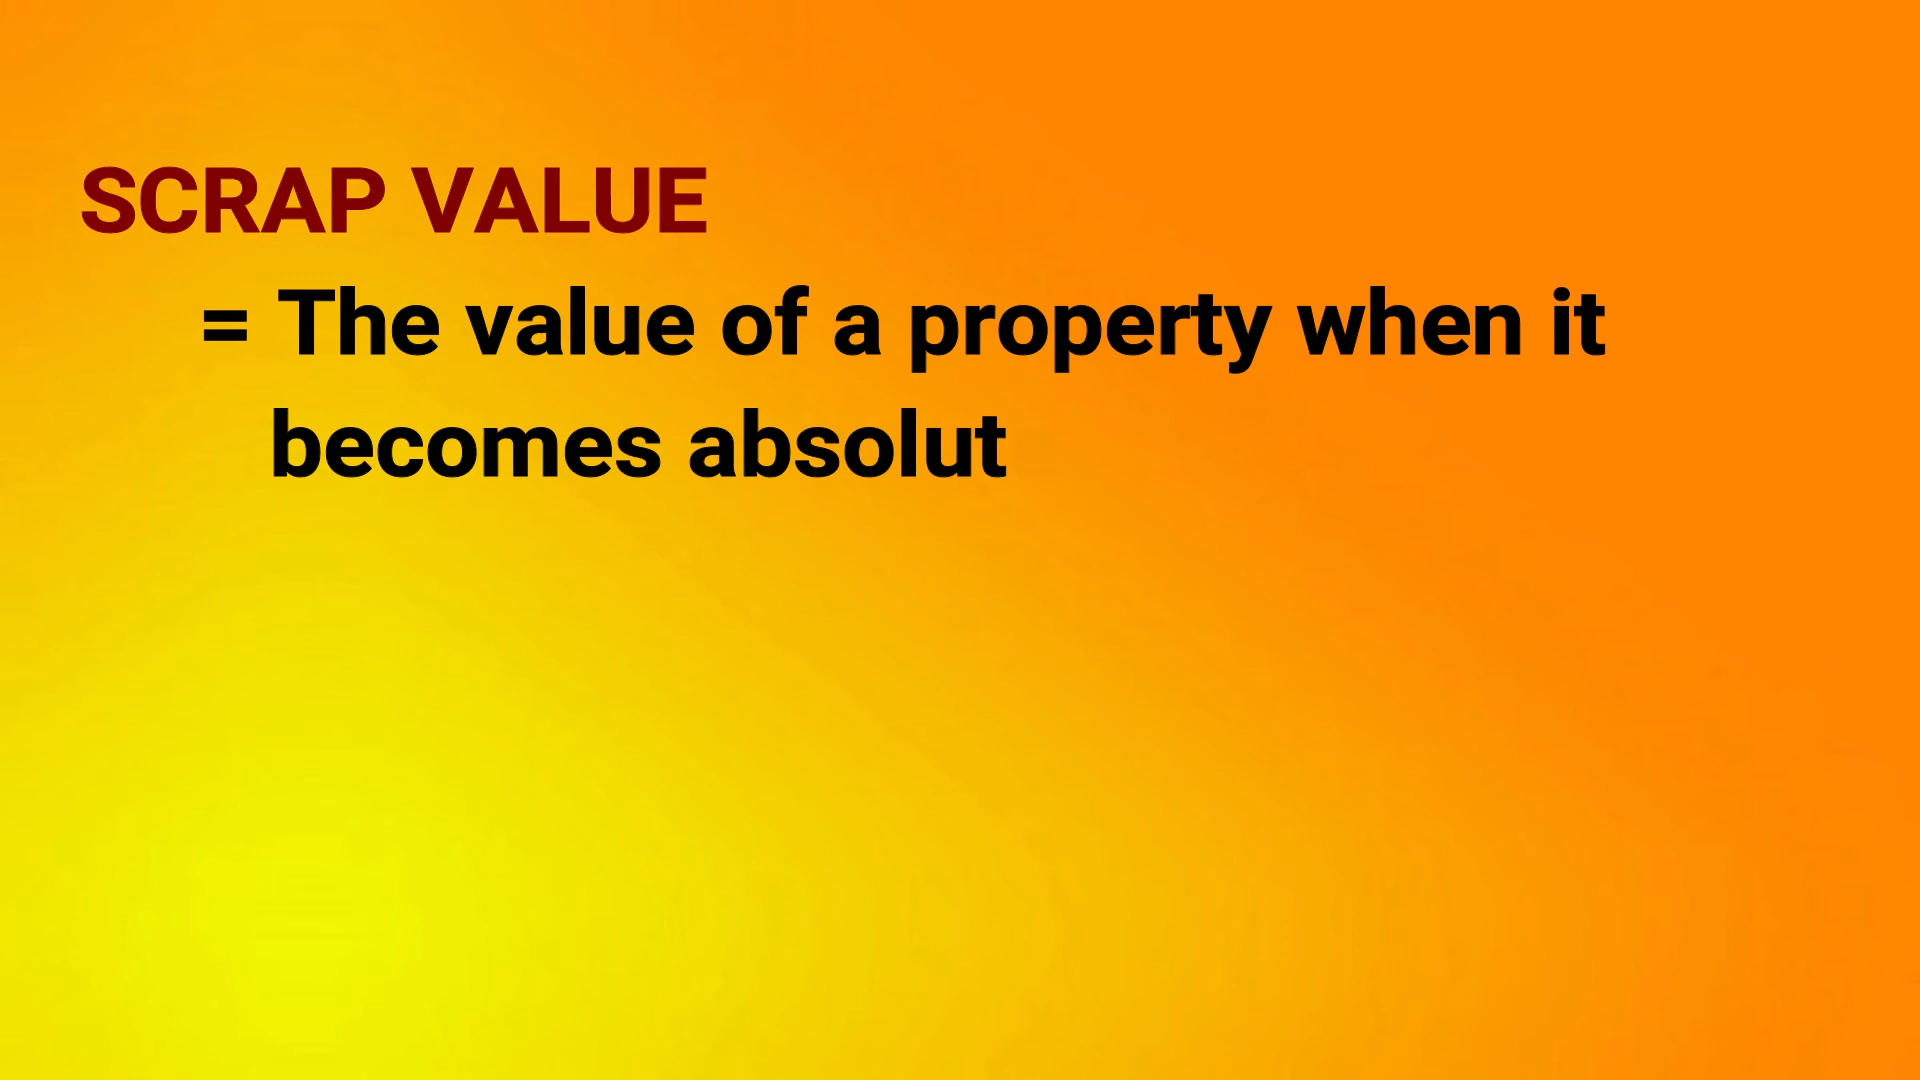 SCRAP VALUE
= The value of a property when it
becomes absolut